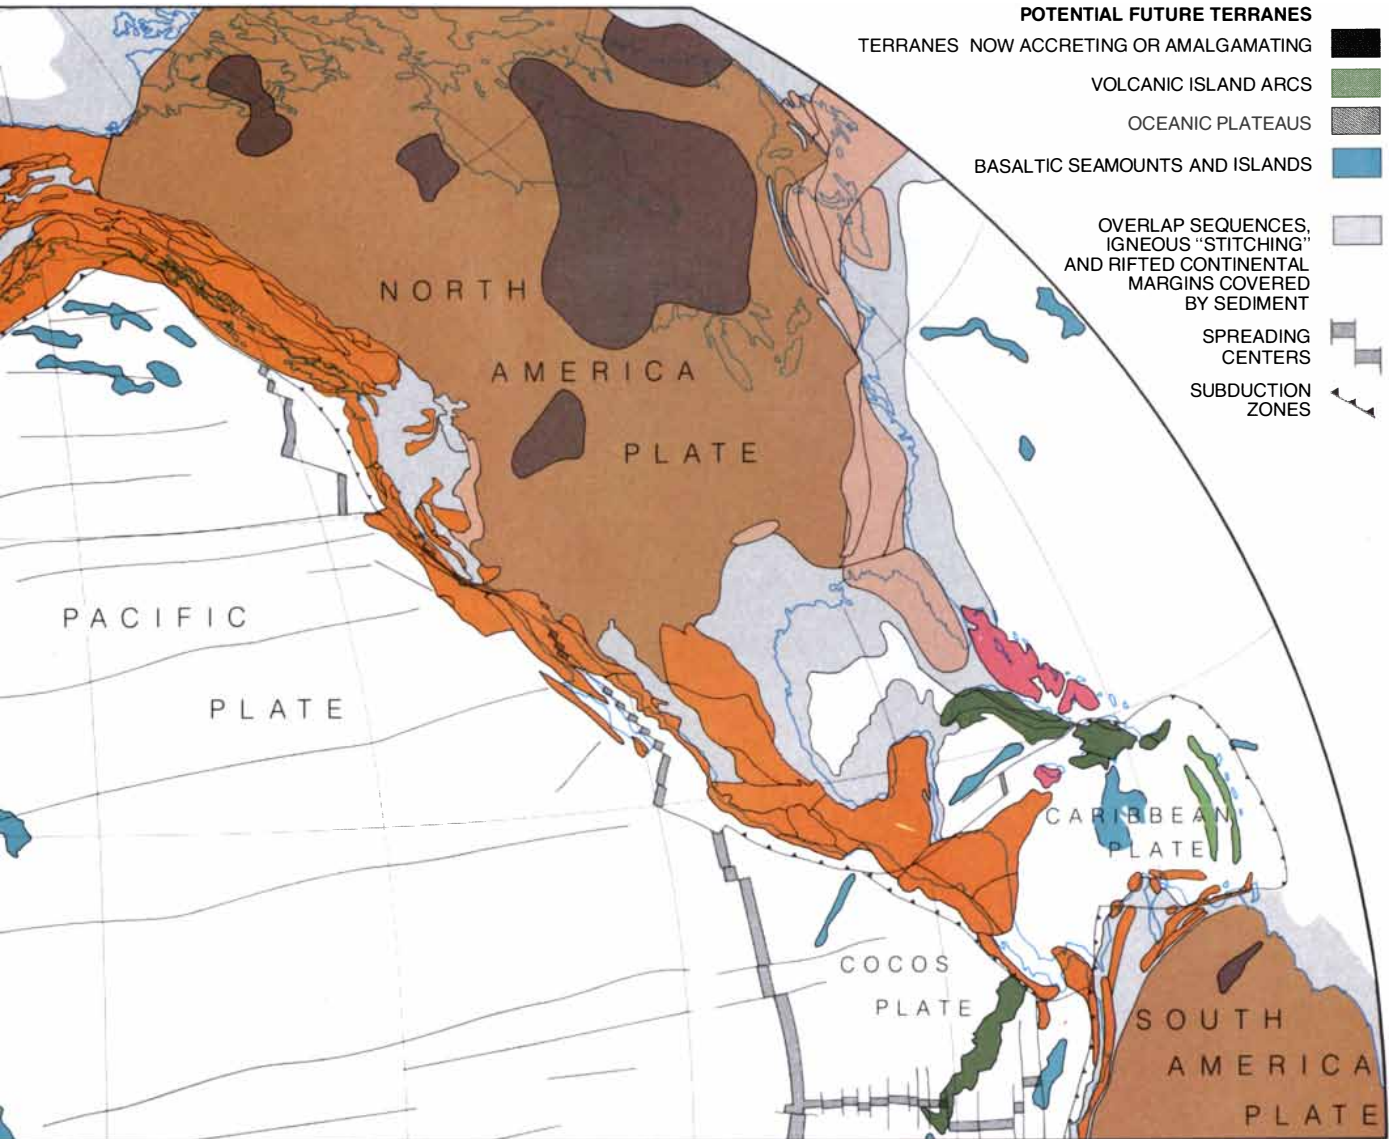 POTENTIAL FUTURE TERRANES
TERRANES NOW ACCRETING OR AMALGAMATING
VOLCANIC ISLAND ARCS
OCEANIC PLATEAUS
BASALTIC SEAMOUNTS AND ISLANDS
OVERLAP SEQUENCES,
IGNEOUS “STITCHING”
AND RIFTED CONTINENTAL
MARGINS COVERED
BY SEDIMENT
SPREADING
CENTERS
SUBDUCTION
ZONES
NORTH
AMERICA
PLATE
PACIFIC
PLATE
CARIBBEAN
PLATE
COCOS
PLATE
SOUTH
AMERICA
PLATE